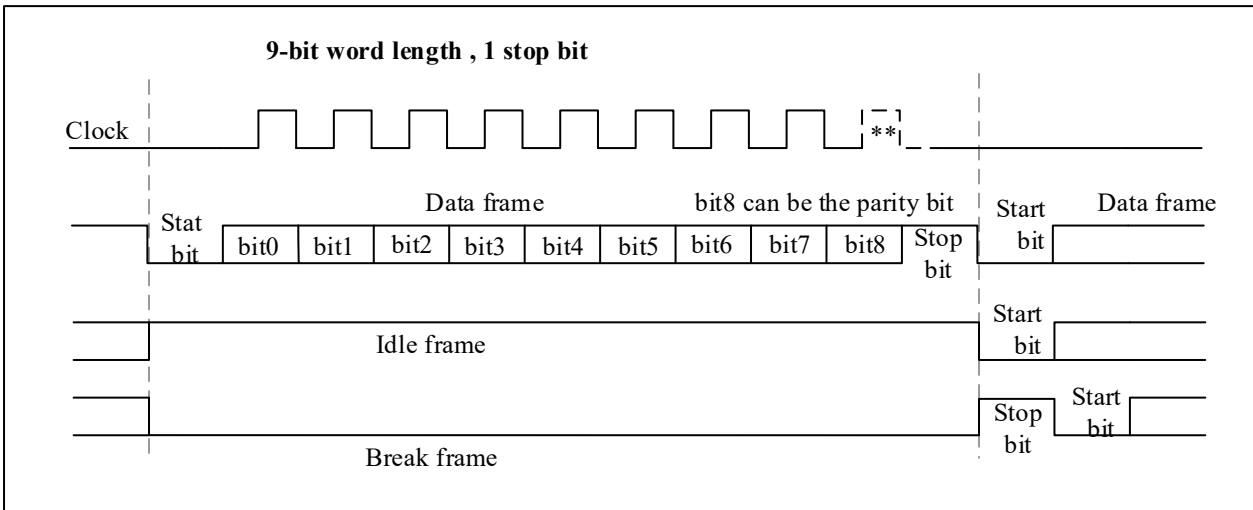 9-bit word length , 1 stop bit
Clock
**
Stat
bit
Data frame
bit8 can be the parity bit
Start
bit
Data frame
bit0 bit1 bit2 bit3 bit4 bit5 bit6 bit7 bit8
Stop
bit
Idle frame
Start
bit
Break frame
Stop
bit
Start
bit